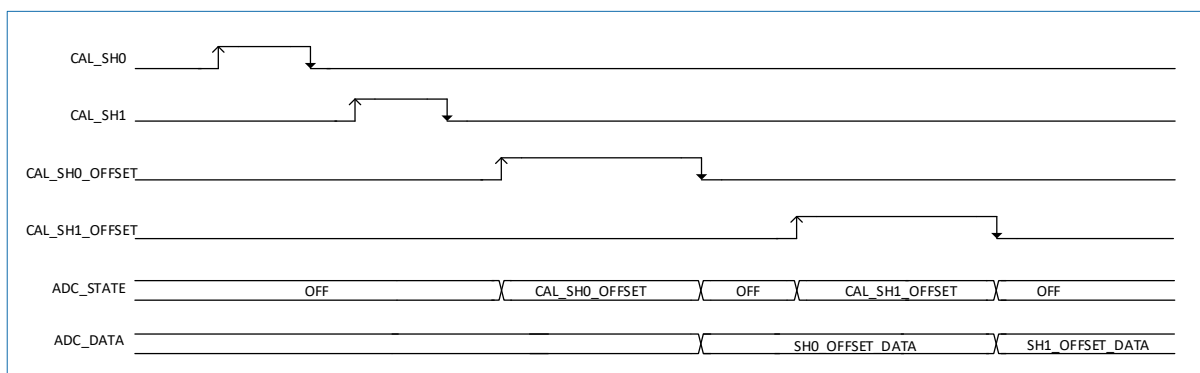 CAL_SH0
CAL_SH1
CAL_SH0_OFFSET
CAL_SH1_OFFSET
ADC_STATE OFF CAL_SH0_OFFSET OFF CAL_SH1_OFFSET OFF
ADC_DATA SH0_OFFSET_DATA SH1_OFFSET_DATA